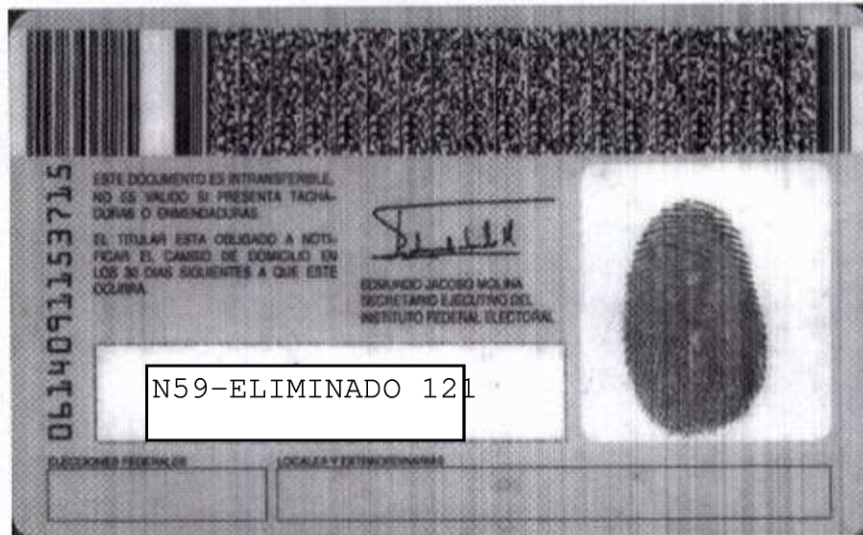 ESTE DOCUMENTO ES INTRANSFERIBLE,
NO ES VALIDO SI PRESENTA TACHA-
DURAS O ENMENDADURAS.
EL TITULAR ESTA OBLIGADO A NOTI-
FICAR EL CAMBIO DE DOMICILIO EN
LOS 30 DIAS SIGUIENTES A QUE ESTE
OCURRA.
EDMUNDO JACOBO MOLINA
SECRETARIO EJECUTIVO DEL
INSTITUTO FEDERAL ELECTORAL
0614091153715
N59-ELIMINADO 121
ELECCIONES FEDERALES
LOCALES Y EXTRAORDINARIAS